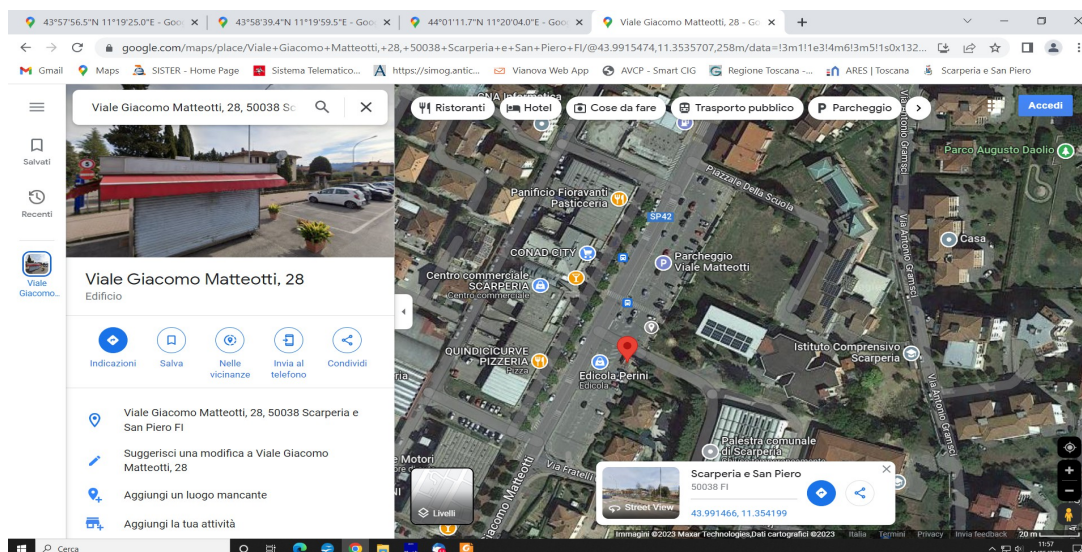 43°57'56.5"N 11°19'25.0"E - Goo
43°58'39.4"N 11°19'59.5"E - Goo
44°01'11.7"N 11°20'04.0"E - Goo
Viale Giacomo Matteotti, 28 - Go
google.com/maps/place/Viale+Giacomo+Matteotti,+28,+50038+Scarperia+e+San+Piero+FI/@43.9915474,11.3535707,258m/data=!3m1!1e3!4m6!3m5!1s0x132...
Gmail
Maps
SISTER - Home Page
Sistema Telematico...
https://simog.antic...
Vianova Web App
AVCP - Smart CIG
Regione Toscana -...
ARES | Toscana
Scarperia e San Piero
Viale Giacomo Matteotti, 28, 50038 Sc
Ristoranti
Hotel
Cose da fare
Trasporto pubblico
Parcheggio
Accedi
Salvati
Recenti
Viale
Giacomo...
Viale Giacomo Matteotti, 28
Edificio
Indicazioni
Salva
Nelle
vicinanze
Invia al
telefono
Condividi
Viale Giacomo Matteotti, 28, 50038 Scarperia e
San Piero FI
Suggerisci una modifica a Viale Giacomo
Matteotti, 28
Aggiungi un luogo mancante
Aggiungi la tua attività
CNA Informatica
Via Antonio Gramsci
Parco Augusto Daolio
Piazzale Della Scuola
Panificio Fioravanti
Pasticceria
SP42
Via Antonio Gramsci
Casa
CONAD CITY
Parcheggio
Viale Matteotti
Centro commerciale
SCARPERIA
Centro commerciale
QUINDICICURVE
PIZZERIA
Pizza
Edicola Perini
Edicola
Istituto Comprensivo
Scarperia
Via Antonio Gramsci
Palestra comunale
di Scarperia
Motori
Via Fratelli
Giacomo Matteotti
Livelli
Street View
Scarperia e San Piero
50038 FI
43.991466, 11.354199
Immagini ©2023 Maxar Technologies,Dati cartografici ©2023
Italia
Termini
Privacy
Invia feedback
20 m
Cerca
11:57